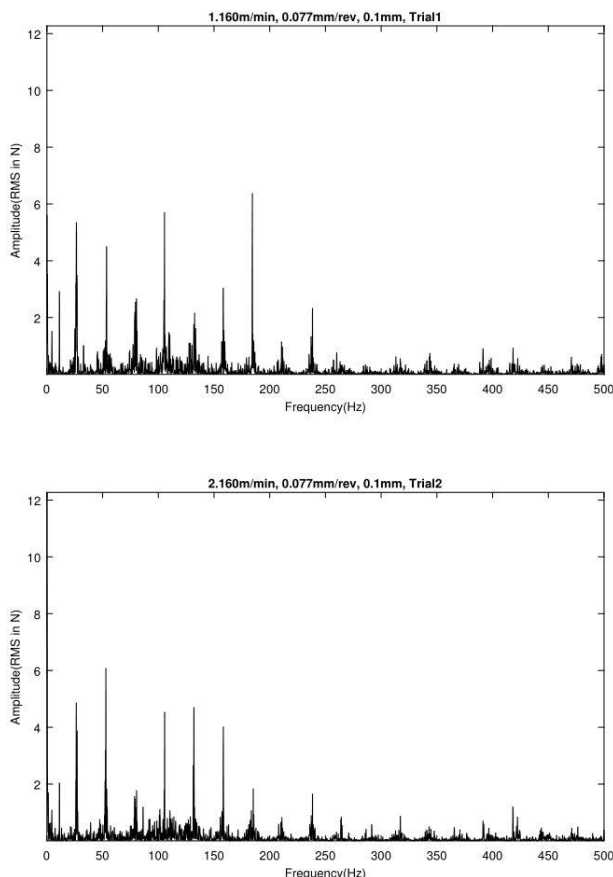 1.160m/min, 0.077mm/rev, 0.1mm, Trial1
12
10
8
6
4
2
Amplitude(RMS in N)
0 50 100 150 200 250 300 350 400 450 500
Frequency(Hz)
2.160m/min, 0.077mm/rev, 0.1mm, Trial2
12
10
8
6
4
2
Amplitude(RMS in N)
0 50 100 150 200 250 300 350 400 450 500
Frequency(Hz)